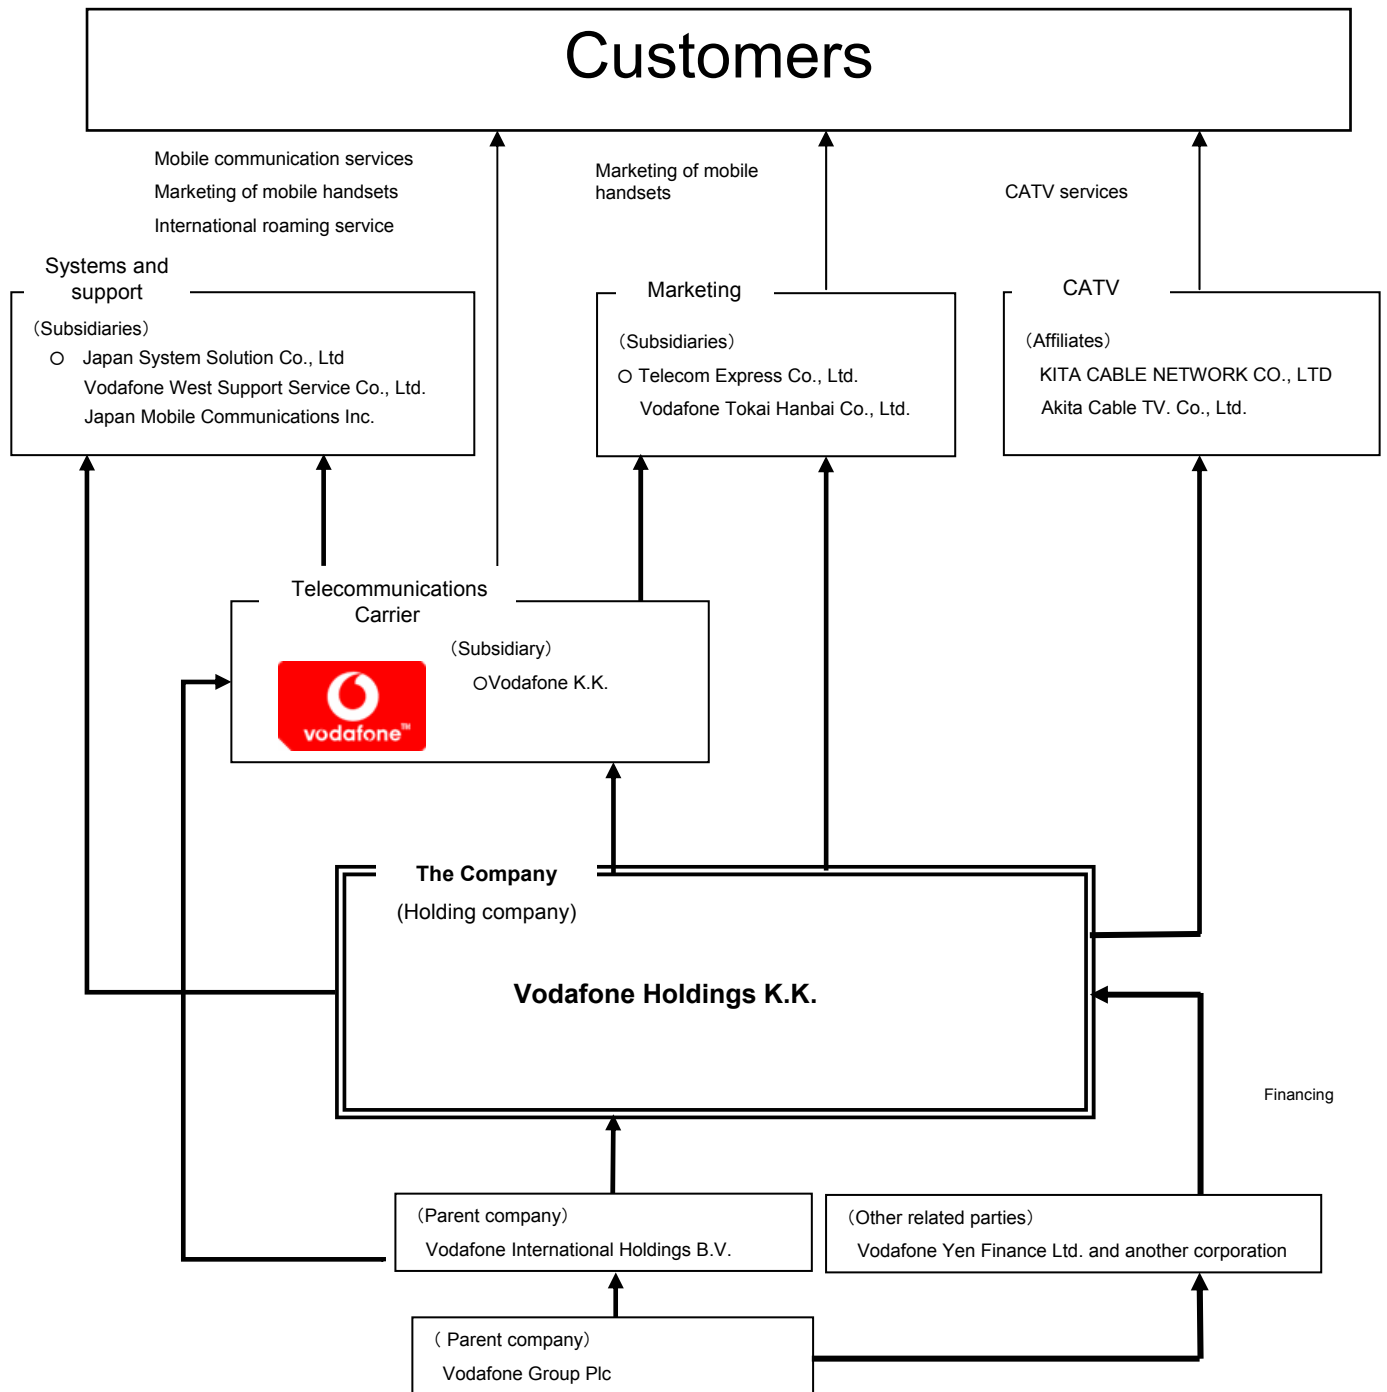 Customers
Mobile communication services
Marketing of mobile handsets
International roaming service
Marketing of mobile
handsets
CATV services
Systems and
support
（Subsidiaries）
○ Japan System Solution Co., Ltd
Vodafone West Support Service Co., Ltd.
Japan Mobile Communications Inc.
Marketing
（Subsidiaries）
○ Telecom Express Co., Ltd.
Vodafone Tokai Hanbai Co., Ltd.
CATV
（Affiliates）
KITA CABLE NETWORK CO., LTD
Akita Cable TV. Co., Ltd.
Telecommunications
Carrier
（Subsidiary）
○Vodafone K.K.
vodafone™
The Company
(Holding company)
Vodafone Holdings K.K.
Financing
（Parent company）
Vodafone International Holdings B.V.
（Other related parties）
Vodafone Yen Finance Ltd. and another corporation
（ Parent company）
Vodafone Group Plc